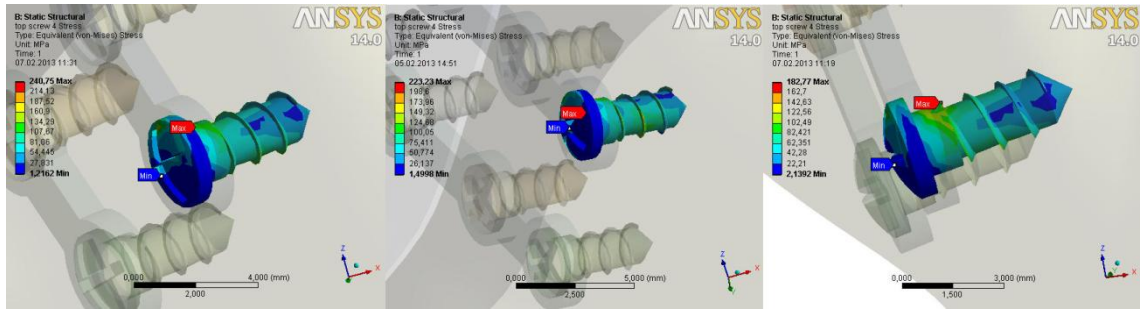 B: Static Structural
top screw 4 Stress
Type: Equivalent (von-Mises) Stress
Unit: MPa
Time: 1
07.02.2013 11:31
240,75 Max
214,13
187,52
160,9
134,29
107,67
81,06
54,445
27,831
1,2162 Min
ANSYS
14.0
Max
Min
0,000
4,000 (mm)
2,000
Z
X
B: Static Structural
top screw 4 Stress
Type: Equivalent (von-Mises) Stress
Unit: MPa
Time: 1
05.02.2013 14:51
223,23 Max
198,6
173,96
149,32
124,69
100,05
75,411
50,774
26,137
1,4998 Min
ANSYS
14.0
Max
Min
0,000
5,000 (mm)
2,500
Z
X
Y
B: Static Structural
top screw 4 Stress
Type: Equivalent (von-Mises) Stress
Unit: MPa
Time: 1
07.02.2013 11:19
182,77 Max
162,7
142,63
122,56
102,49
82,421
62,351
42,28
22,21
2,1392 Min
ANSYS
14.0
Max
Min
0,000
3,000 (mm)
1,500
Z
Y
X